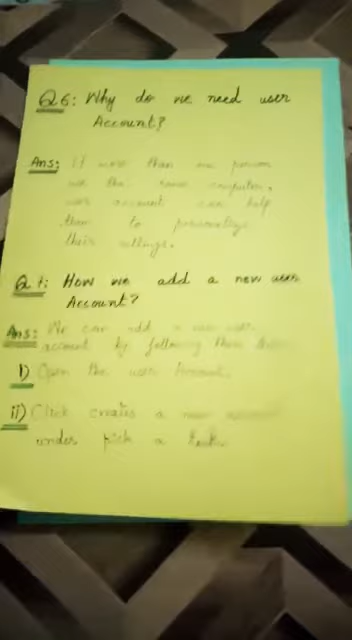 Q6: Why do we need user
Account?
Ans: If more than one person
use the same computer,
user account can help
them to personalize
their settings.
Q7: How we add a new user
Account?
Ans: We can add a new user
account by following these
i) Open the user Account.
ii) Click creates a new account
under pick a task.